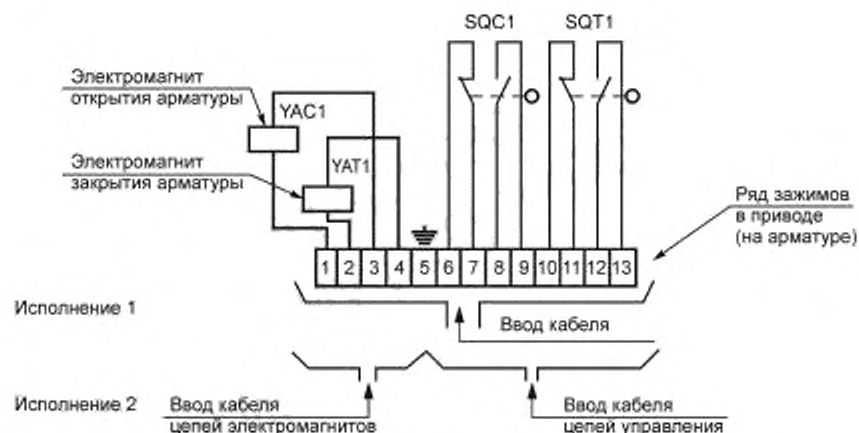 SQC1
SQT1
Электромагнит
открытия арматуры
YAC1
Электромагнит
закрытия арматуры
YAT1
Ряд зажимов
в приводе
(на арматуре)
1 2 3 4 5 6 7 8 9 10 11 12 13
Исполнение 1
Ввод кабеля
Исполнение 2
Ввод кабеля
цепей электромагнитов
Ввод кабеля
цепей управления